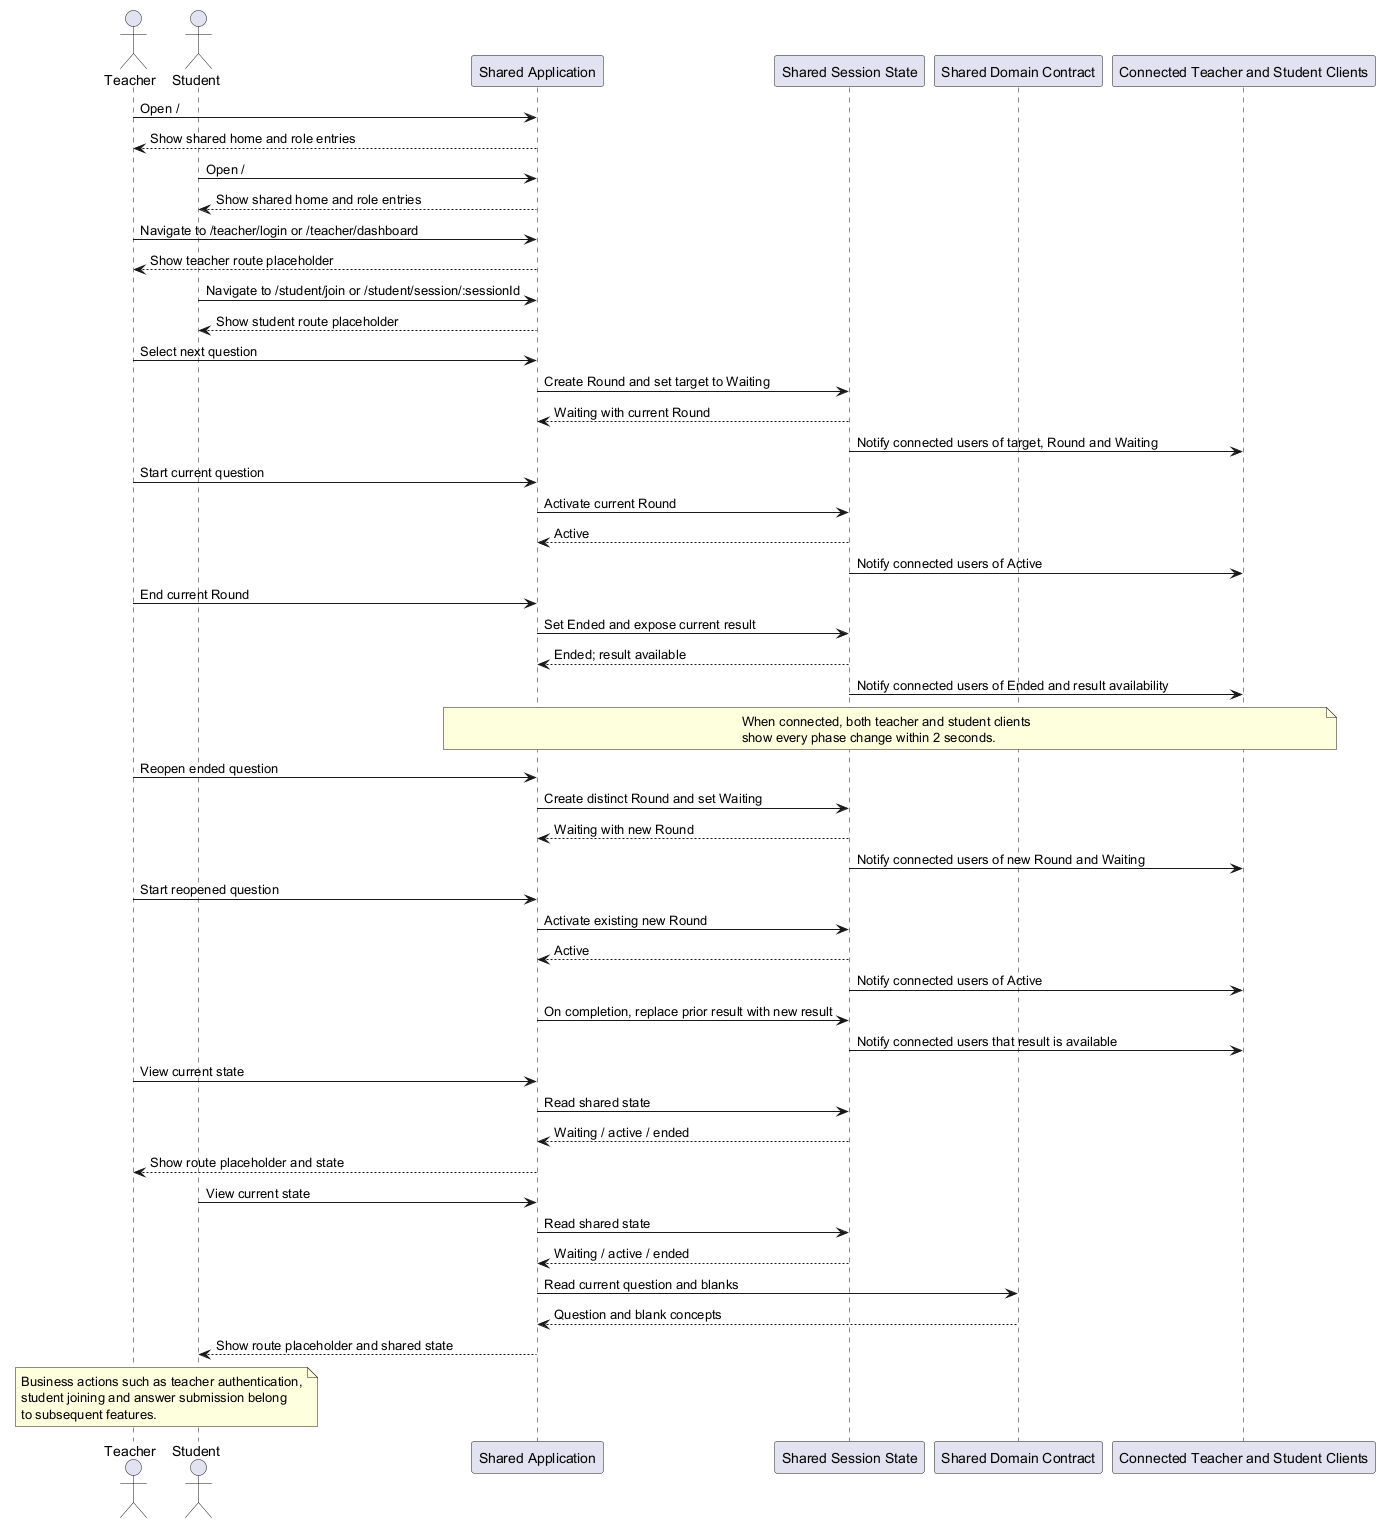 Teacher
Student
Shared Application
Shared Session State
Shared Domain Contract
Connected Teacher and Student Clients
Open /
Show shared home and role entries
Open /
Show shared home and role entries
Navigate to /teacher/login or /teacher/dashboard
Show teacher route placeholder
Navigate to /student/join or /student/session/:sessionId
Show student route placeholder
Select next question
Create Round and set target to Waiting
Waiting with current Round
Notify connected users of target, Round and Waiting
Start current question
Activate current Round
Active
Notify connected users of Active
End current Round
Set Ended and expose current result
Ended; result available
Notify connected users of Ended and result availability
When connected, both teacher and student clients
show every phase change within 2 seconds.
Reopen ended question
Create distinct Round and set Waiting
Waiting with new Round
Notify connected users of new Round and Waiting
Start reopened question
Activate existing new Round
Active
Notify connected users of Active
On completion, replace prior result with new result
Notify connected users that result is available
View current state
Read shared state
Waiting / active / ended
Show route placeholder and state
View current state
Read shared state
Waiting / active / ended
Read current question and blanks
Question and blank concepts
Show route placeholder and shared state
Business actions such as teacher authentication,
student joining and answer submission belong
to subsequent features.
Teacher
Student
Shared Application
Shared Session State
Shared Domain Contract
Connected Teacher and Student Clients